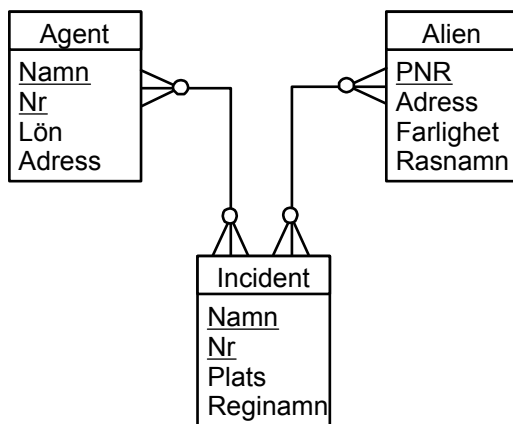 Agent
Namn
Nr
Lön
Adress
Alien
PNR
Adress
Farlighet
Rasnamn
Incident
Namn
Nr
Plats
Reginamn